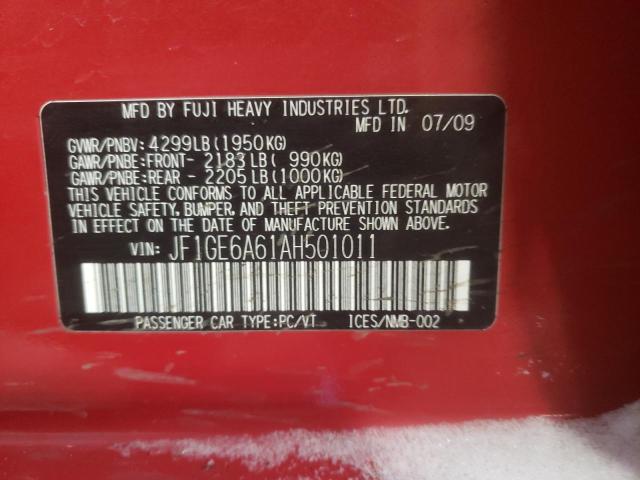 MFD BY FUJI HEAVY INDUSTRIES LTD.
MFD IN 07/09
GVWR/PNBV: 4299LB(1950KG)
GAWR/PNBE:FRONT- 2183LB( 990KG)
GAWR/PNBE:REAR - 2205LB(1000KG)
THIS VEHICLE CONFORMS TO ALL APPLICABLE FEDERAL MOTOR
VEHICLE SAFETY, BUMPER, AND THEFT PREVENTION STANDARDS
IN EFFECT ON THE DATE OF MANUFACTURE SHOWN ABOVE.
VIN: JF1GE6A61AH501011
PASSENGER CAR TYPE:PC/VT ICES/NMB-002